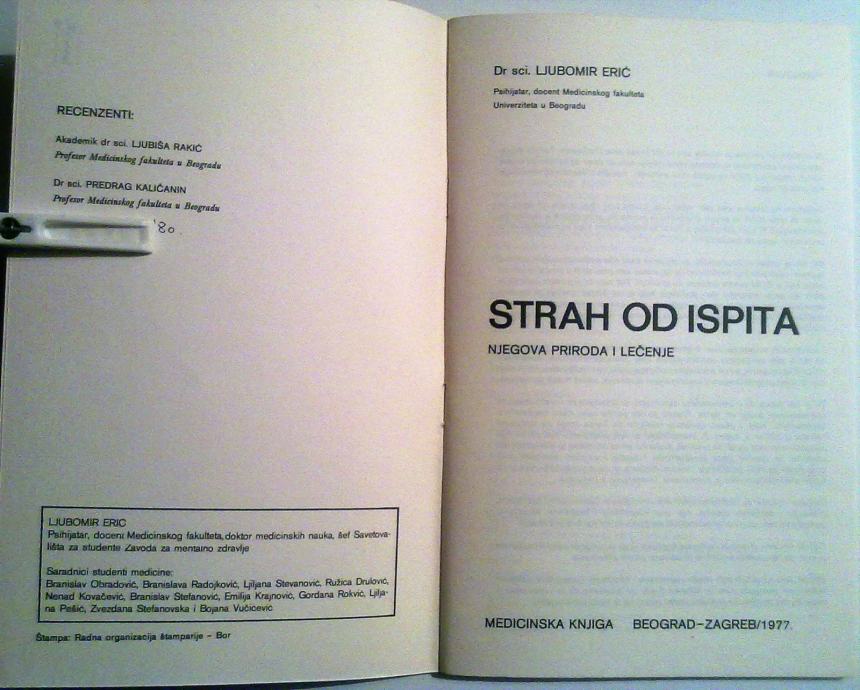 RECENZENTI:
Akademik dr sci. LJUBIŠA RAKIĆ
Profesor Medicinskog fakulteta u Beogradu
Dr sci. PREDRAG KALIČANIN
Profesor Medicinskog fakulteta u Beogradu
'80.
LJUBOMIR ERIC
Psihijatar, docent Medicinskog fakulteta, doktor medicinskih nauka, šef Savetova-
lišta za studente Zavoda za mentalno zdravlje
Saradnici studenti medicine:
Branislav Obradović, Branislava Radojković, Ljiljana Stevanović, Ružica Drulović,
Nenad Kovačević, Branislav Stefanović, Emilija Krajnović, Gordana Rokvić, Ljilja-
na Pešić, Zvezdana Stefanovska i Bojana Vučićević
Štampa: Radna organizacija štamparije – Bor
Dr sci. LJUBOMIR ERIĆ
Psihijatar, docent Medicinskog fakulteta
Univerziteta u Beogradu
STRAH OD ISPITA
NJEGOVA PRIRODA I LEČENJE
MEDICINSKA KNJIGA BEOGRAD–ZAGREB/1977.